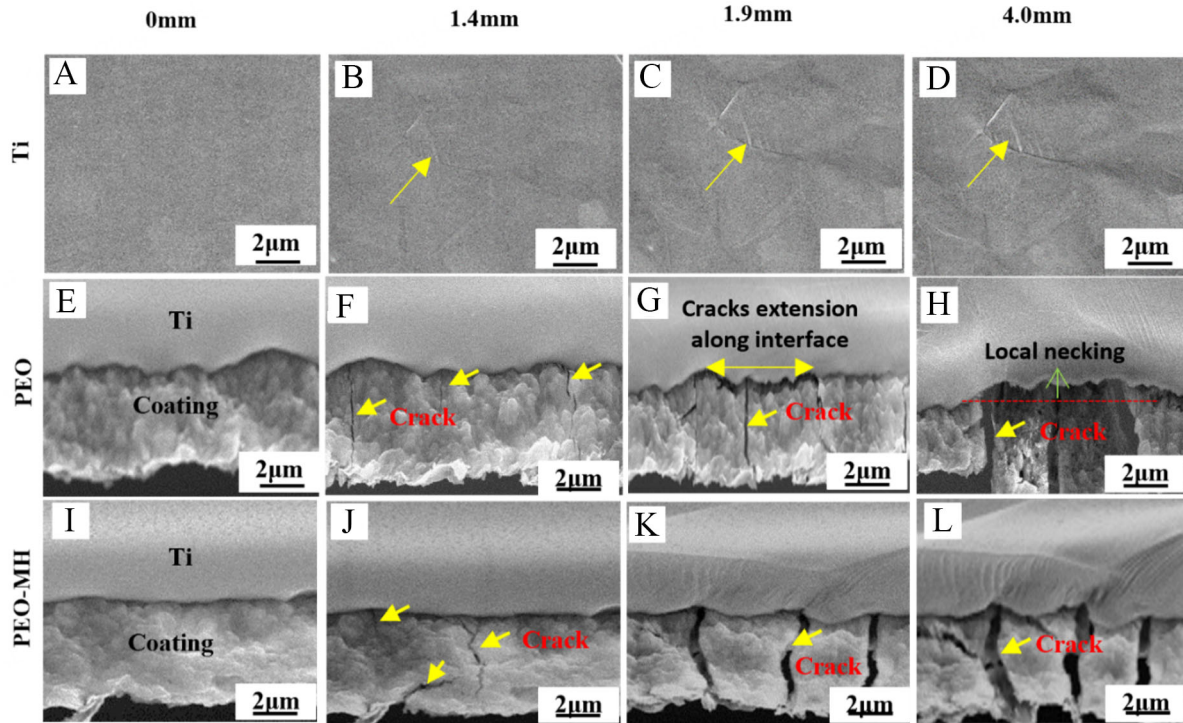 0mm 1.4mm 1.9mm 4.0mm
Ti
A
2μm
B
2μm
C
2μm
D
2μm
PEO
E
Ti
Coating
2μm
F
Crack
2μm
G
Cracks extension
along interface
Crack
2μm
H
Local necking
Crack
2μm
PEO-MH
I
Ti
Coating
2μm
J
Crack
2μm
K
Crack
2μm
L
Crack
2μm